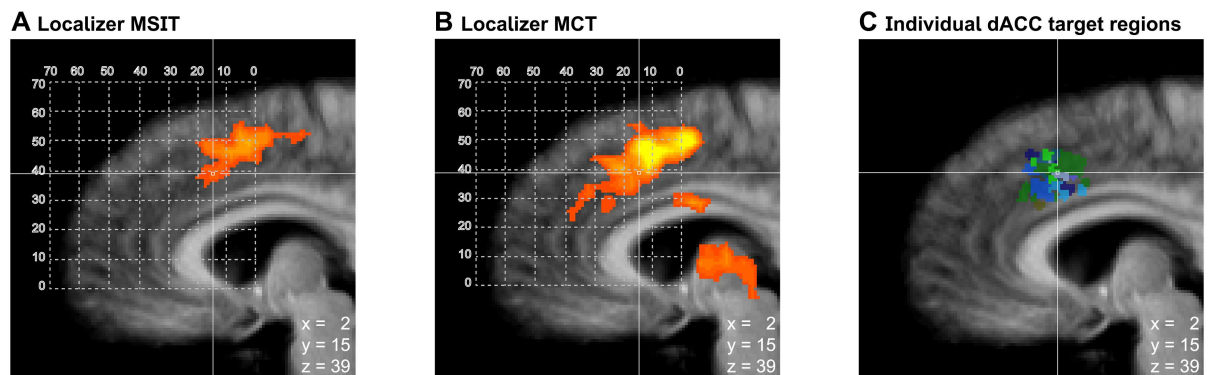 A Localizer MSIT
70 60 50 40 30 20 10 0
70
60
50
40
30
20
10
0
x = 2
y = 15
z = 39
B Localizer MCT
70 60 50 40 30 20 10 0
70
60
50
40
30
20
10
0
x = 2
y = 15
z = 39
C Individual dACC target regions
x = 2
y = 15
z = 39